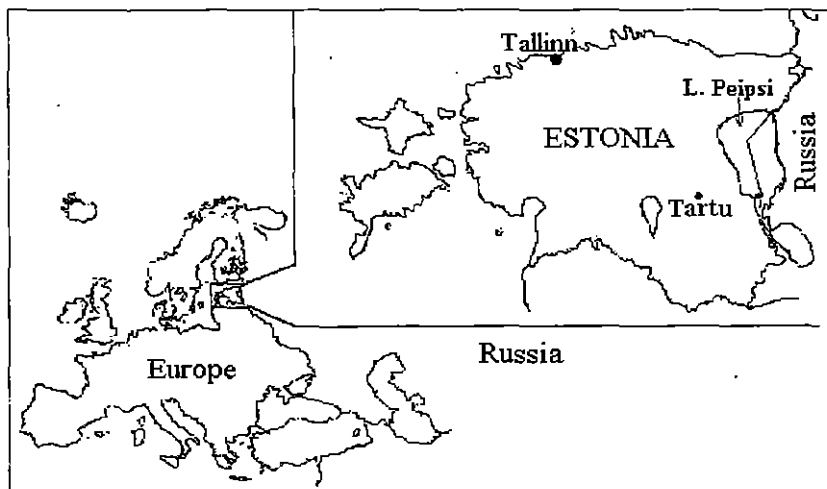 Tallinn
L. Peipsi
ESTONIA
Russia
Tartu
Russia
Europe